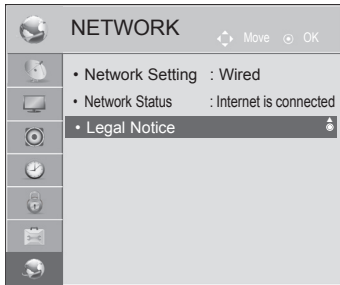 NETWORK
Move OK
• Network Setting : Wired
• Network Status : Internet is connected
• Legal Notice